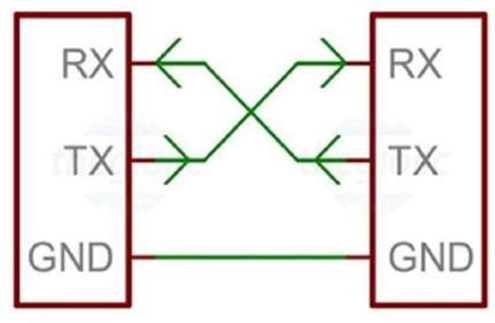 RX RX
TX TX
GND GND